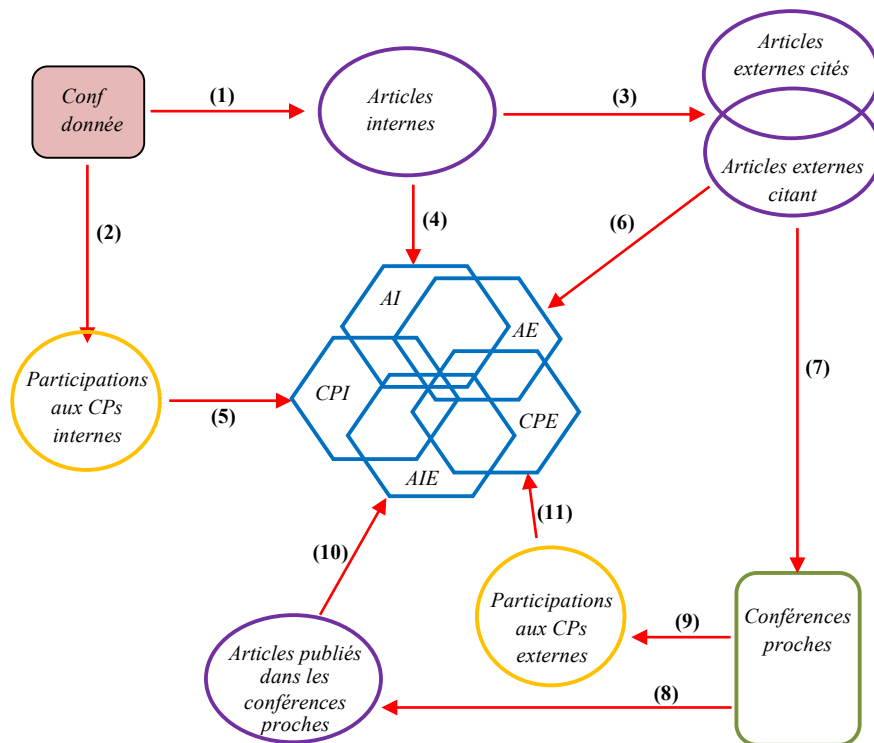 Conf
donnée
(1)
Articles
internes
(3)
Articles
externes cités
Articles externes
citant
(2)
(4)
(6)
(7)
AI
AE
CPI
CPE
AIE
Participations
aux CPs
internes
(5)
(10)
(11)
Participations
aux CPs
externes
(9)
Conférences
proches
(8)
Articles publiés
dans les
conférences
proches